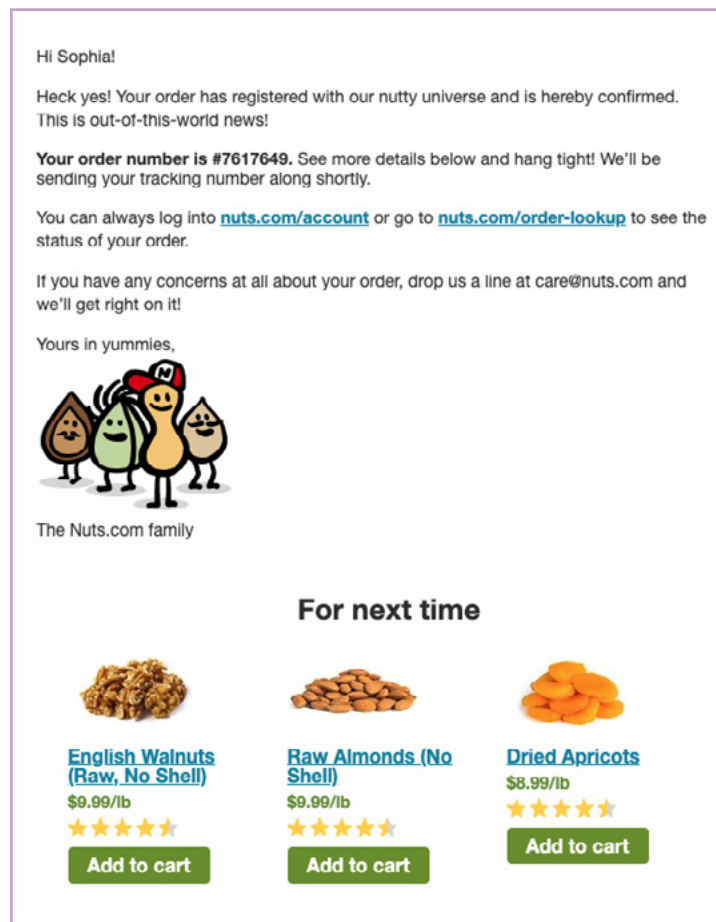 Hi Sophia!
Heck yes! Your order has registered with our nutty universe and is hereby confirmed.
This is out-of-this-world news!
Your order number is #7617649. See more details below and hang tight! We'll be
sending your tracking number along shortly.
You can always log into nuts.com/account or go to nuts.com/order-lookup to see the
status of your order.
If you have any concerns at all about your order, drop us a line at care@nuts.com and
we'll get right on it!
Yours in yummies,
N
The Nuts.com family
For next time
English Walnuts
(Raw, No Shell)
$9.99/lb
Add to cart
Raw Almonds (No
Shell)
$9.99/lb
Add to cart
Dried Apricots
$8.99/lb
Add to cart